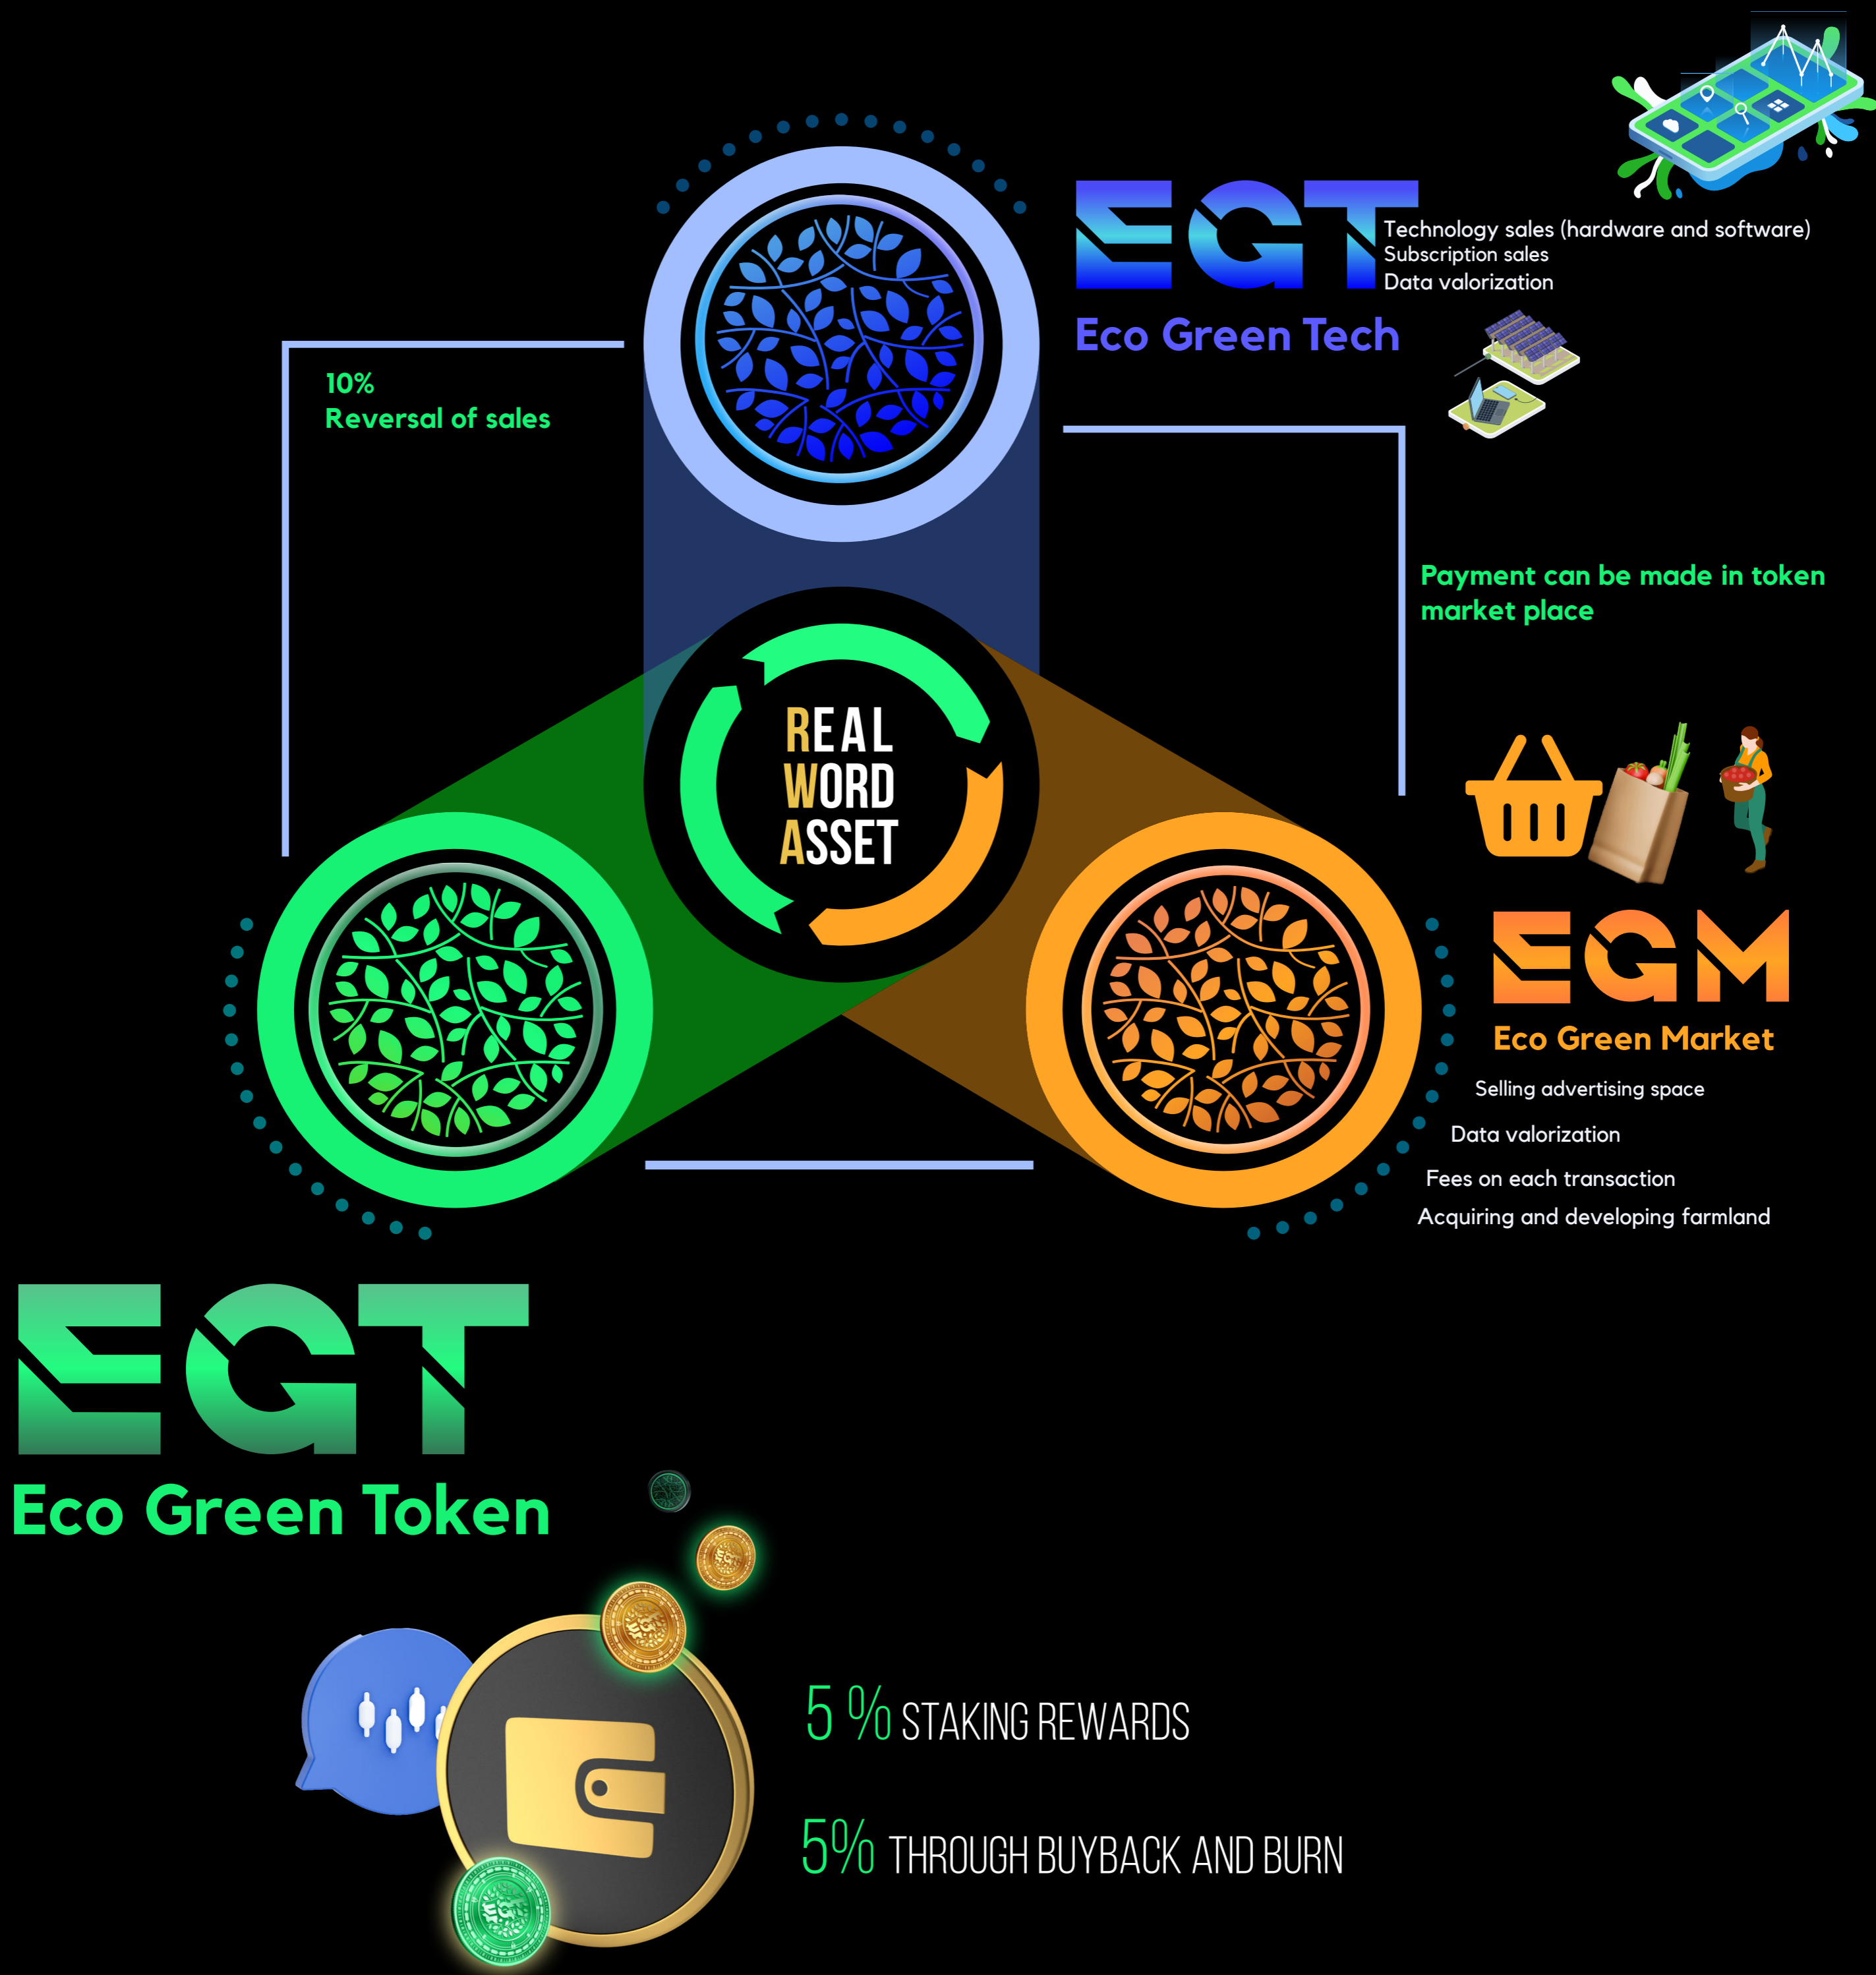 EGT
Technology sales (hardware and software)
Subscription sales
Data valorization
Eco Green Tech
10%
Reversal of sales
Payment can be made in token
market place
REAL
WORD
ASSET
EGM
Eco Green Market
Selling advertising space
Data valorization
Fees on each transaction
Acquiring and developing farmland
EGT
Eco Green Token
5 % STAKING REWARDS
5% THROUGH BUYBACK AND BURN